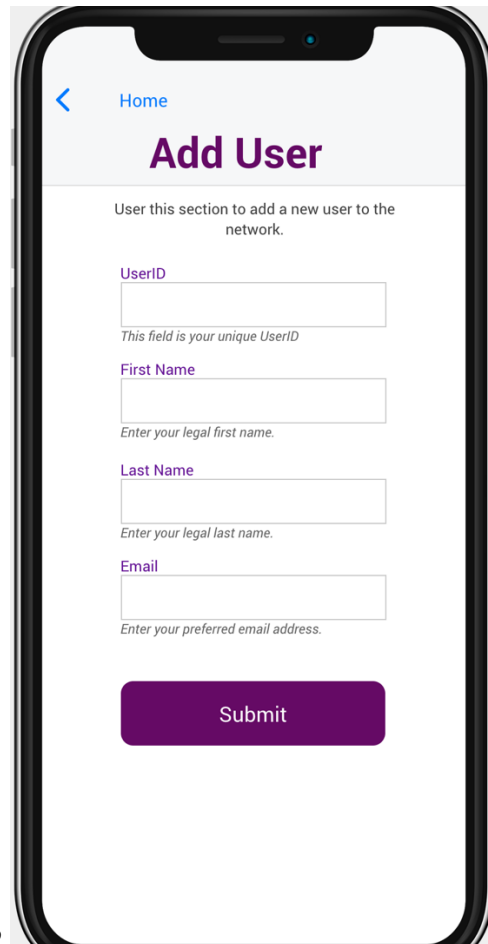 Home
Add User
User this section to add a new user to the
network.
UserID
This field is your unique UserID
First Name
Enter your legal first name.
Last Name
Enter your legal last name.
Email
Enter your preferred email address.
Submit